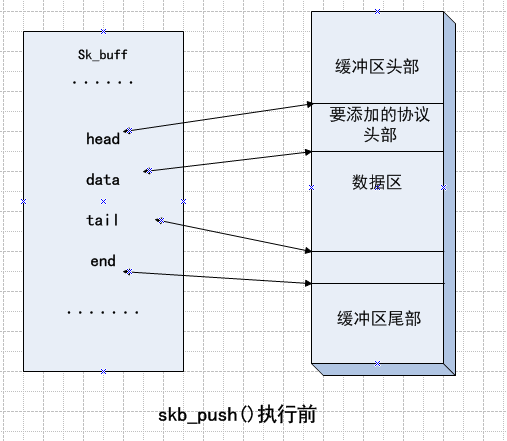 Sk_buff
......
head
data
tail
end
.......
缓冲区头部
要添加的协议
头部
数据区
缓冲区尾部
skb_push()执行前